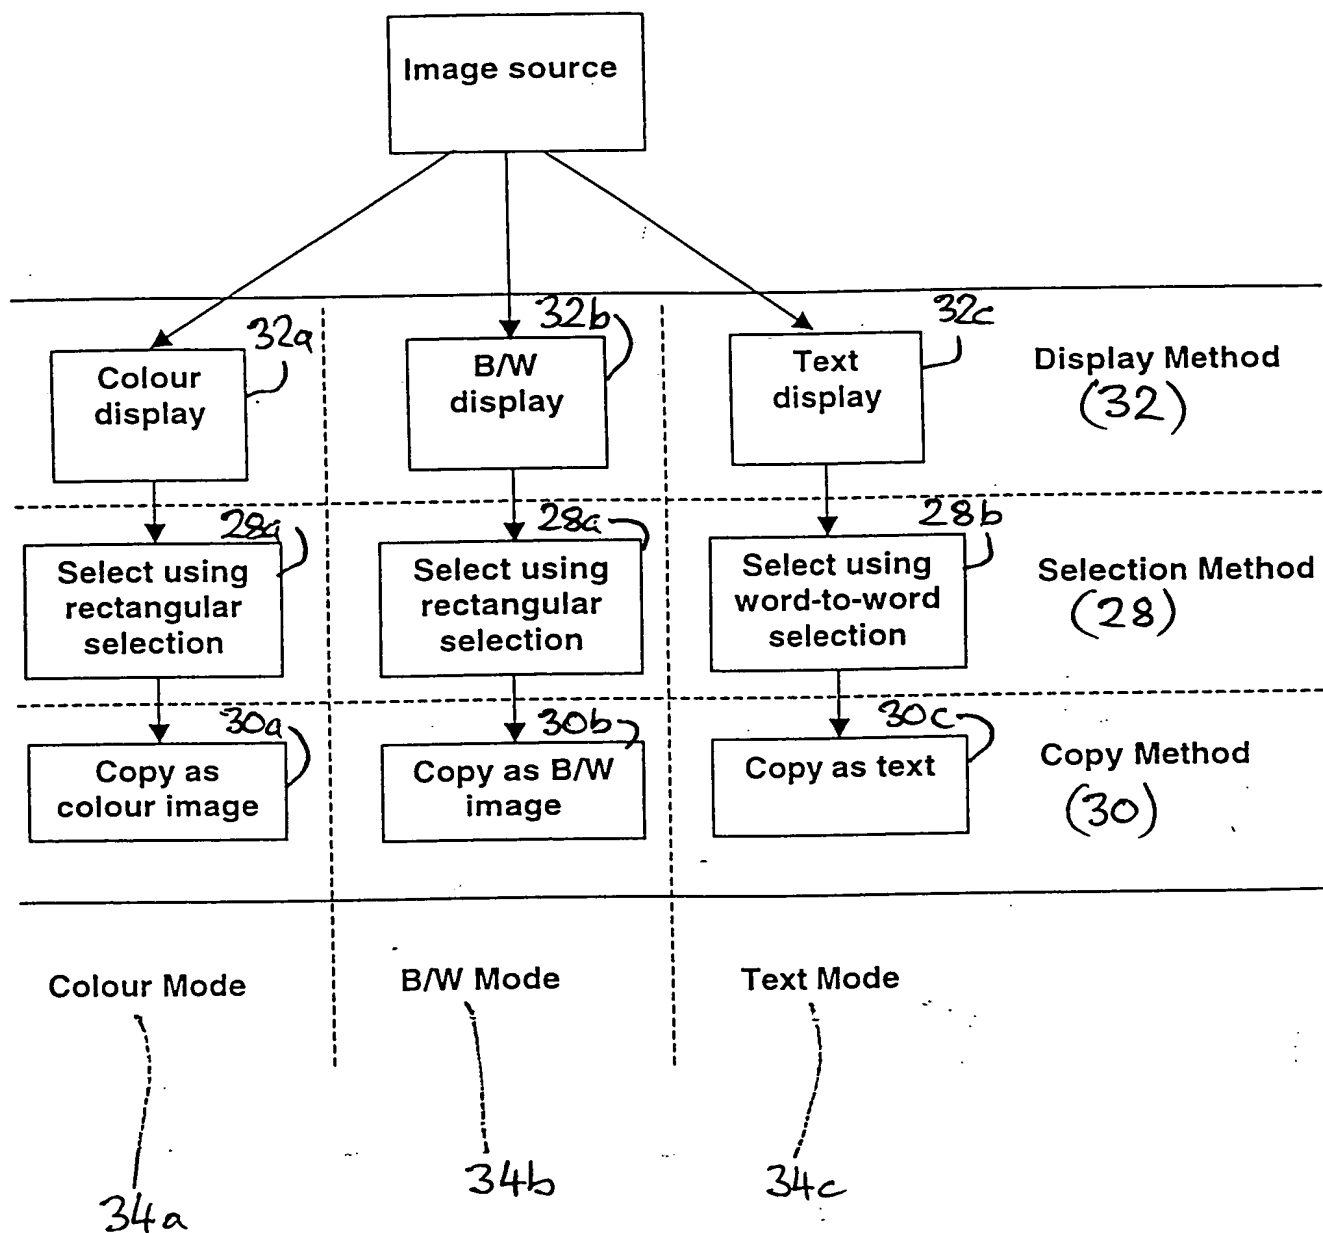 Image source
32a
32b
32c
Colour
display
B/W
display
Text
display
Display Method
(32)
28a
28a
28b
Select using
rectangular
selection
Select using
rectangular
selection
Select using
word-to-word
selection
Selection Method
(28)
30a
30b
30c
Copy as
colour image
Copy as B/W
image
Copy as text
Copy Method
(30)
Colour Mode
B/W Mode
Text Mode
34a
34b
34c